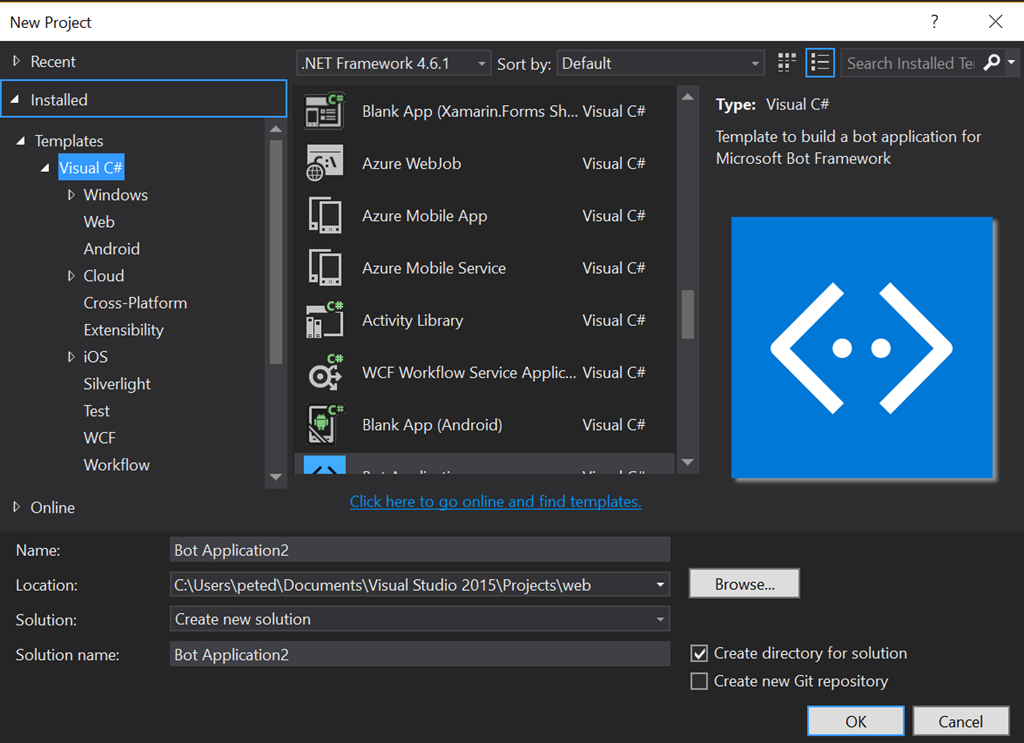 New Project
?
Recent
.NET Framework 4.6.1 Sort by: Default Search Installed Te
Installed
Templates
Visual C#
Windows
Web
Android
Cloud
Cross-Platform
Extensibility
iOS
Silverlight
Test
WCF
Workflow
Online
Blank App (Xamarin.Forms Sh... Visual C#
Azure WebJob Visual C#
Azure Mobile App Visual C#
Azure Mobile Service Visual C#
Activity Library Visual C#
WCF Workflow Service Applic... Visual C#
Blank App (Android) Visual C#
Bot Application Visual C#
Click here to go online and find templates.
Type: Visual C#
Template to build a bot application for
Microsoft Bot Framework
Name: Bot Application2
Location: C:\Users\peted\Documents\Visual Studio 2015\Projects\web Browse...
Solution: Create new solution
Solution name: Bot Application2
Create directory for solution
Create new Git repository
OK Cancel